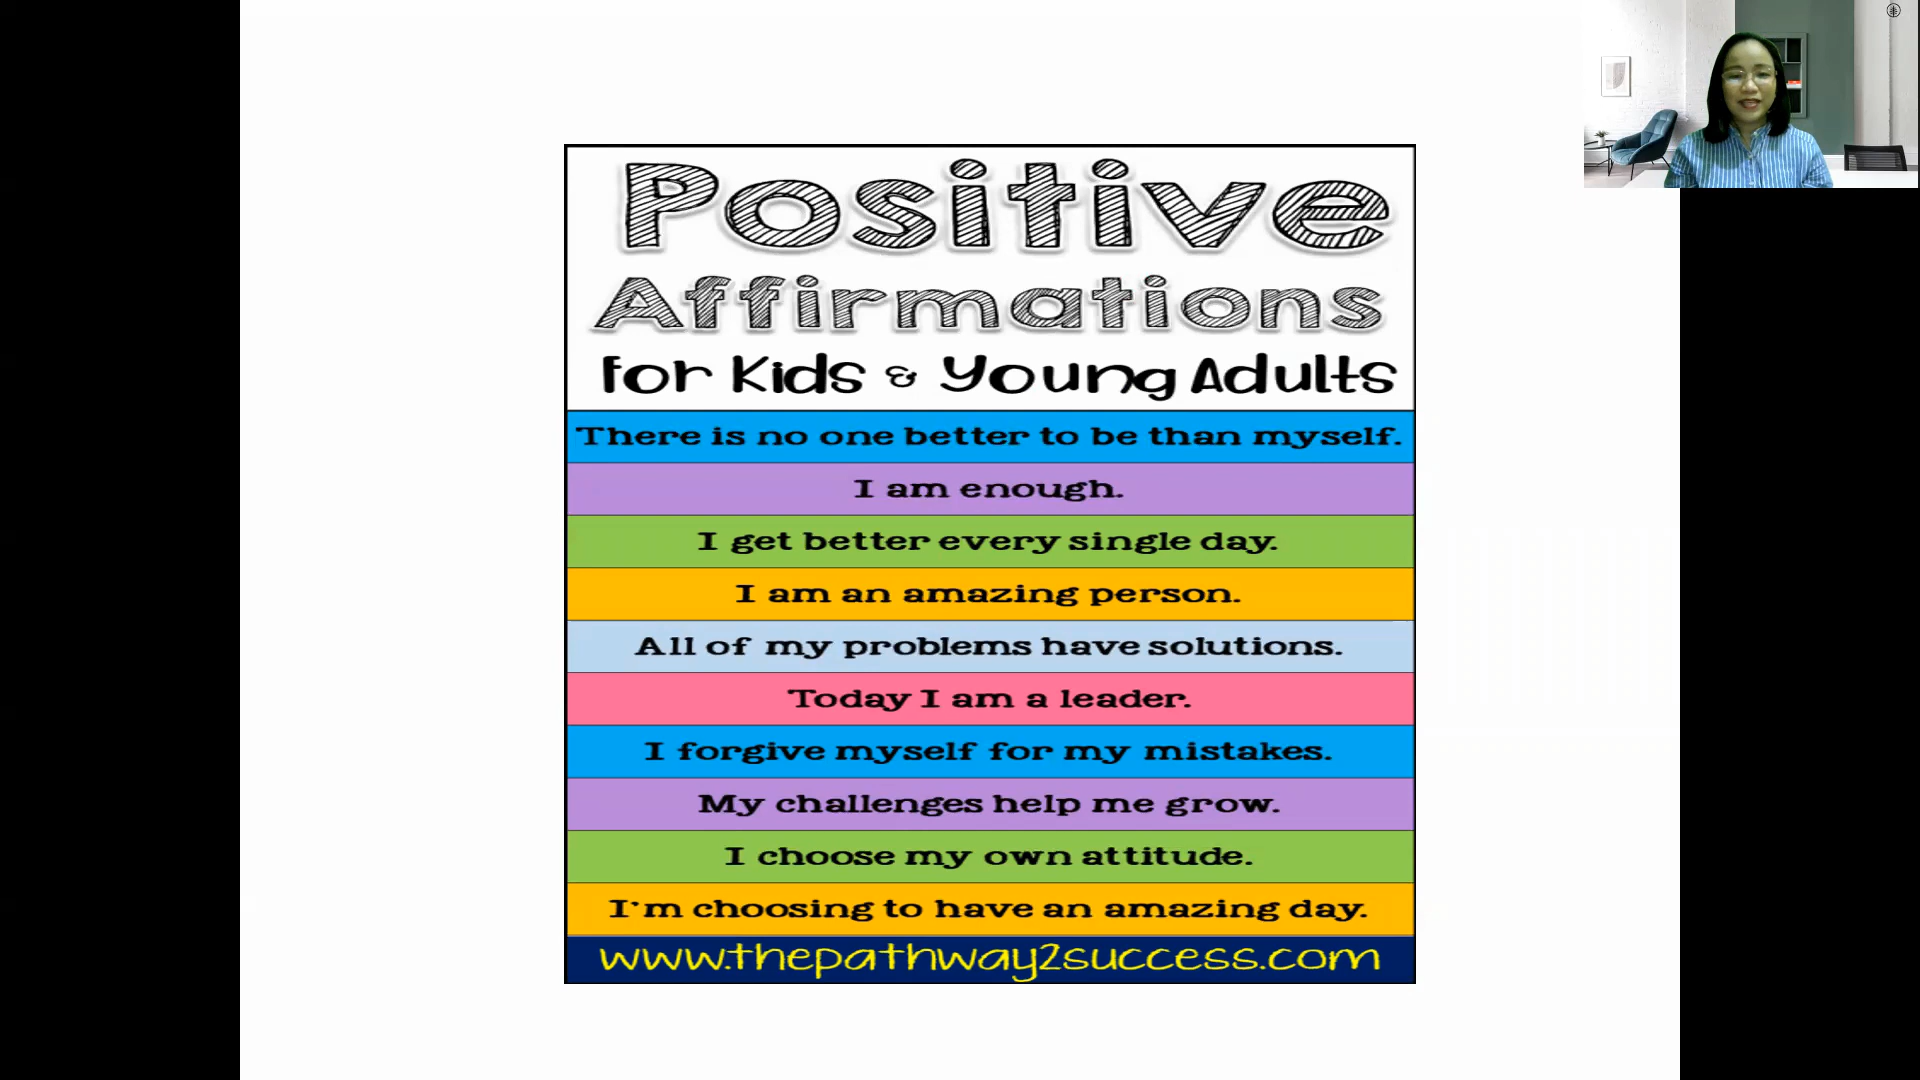 Positive
Affirmations
for Kids & Young Adults
There is no one better to be than myself.
I am enough.
I get better every single day.
I am an amazing person.
All of my problems have solutions.
Today I am a leader.
I forgive myself for my mistakes.
My challenges help me grow.
I choose my own attitude.
I'm choosing to have an amazing day.
www.thepathway2success.com